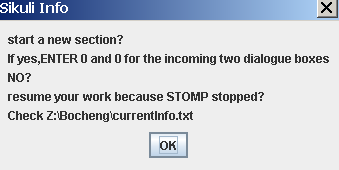 Sikuli Info
start a new section?
If yes,ENTER 0 and 0 for the incoming two dialogue boxes
NO?
resume your work because STOMP stopped?
Check Z:\Bocheng\currentInfo.txt
OK